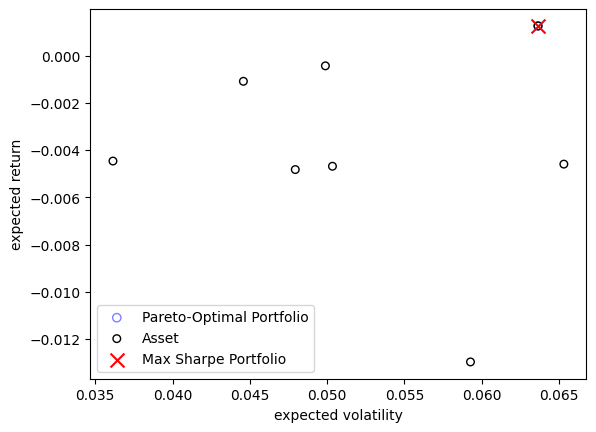 0.000
−0.002
−0.004
−0.006
−0.008
−0.010
−0.012
expected return
Pareto-Optimal Portfolio
Asset
Max Sharpe Portfolio
0.035 0.040 0.045 0.050 0.055 0.060 0.065
expected volatility